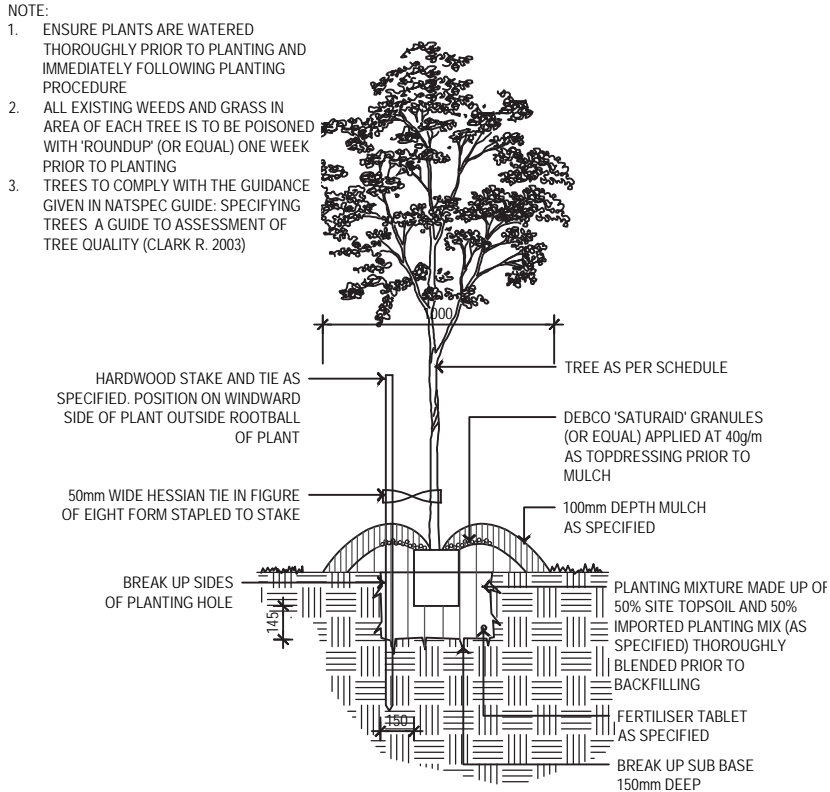 NOTE:
1. ENSURE PLANTS ARE WATERED
THOROUGHLY PRIOR TO PLANTING AND
IMMEDIATELY FOLLOWING PLANTING
PROCEDURE
2. ALL EXISTING WEEDS AND GRASS IN
AREA OF EACH TREE IS TO BE POISONED
WITH 'ROUNDUP' (OR EQUAL) ONE WEEK
PRIOR TO PLANTING
3. TREES TO COMPLY WITH THE GUIDANCE
GIVEN IN NATSPEC GUIDE: SPECIFYING
TREES A GUIDE TO ASSESSMENT OF
TREE QUALITY (CLARK R. 2003)
1000
HARDWOOD STAKE AND TIE AS
SPECIFIED. POSITION ON WINDWARD
SIDE OF PLANT OUTSIDE ROOTBALL
OF PLANT
50mm WIDE HESSIAN TIE IN FIGURE
OF EIGHT FORM STAPLED TO STAKE
BREAK UP SIDES
OF PLANTING HOLE
145
150
TREE AS PER SCHEDULE
DEBCO 'SATURAID' GRANULES
(OR EQUAL) APPLIED AT 40g/m
AS TOPDRESSING PRIOR TO
MULCH
100mm DEPTH MULCH
AS SPECIFIED
PLANTING MIXTURE MADE UP OF
50% SITE TOPSOIL AND 50%
IMPORTED PLANTING MIX (AS
SPECIFIED) THOROUGHLY
BLENDED PRIOR TO
BACKFILLING
FERTILISER TABLET
AS SPECIFIED
BREAK UP SUB BASE
150mm DEEP